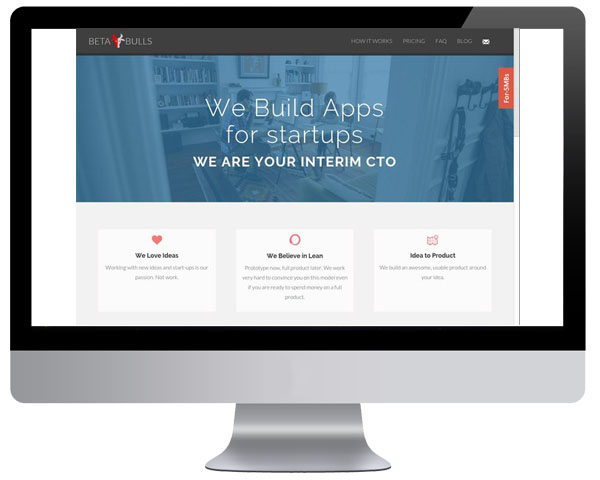 BETA BULLS
HOW IT WORKS PRICING FAQ BLOG
For-SMBs
We Build Apps
for startups
WE ARE YOUR INTERIM CTO
We Love Ideas
Working with new ideas and start-ups is our
passion. Not work.
We Believe in Lean
Prototype now, full product later. We work
very hard to convince you on this model even
if you are ready to spend money on a full
product.
Idea to Product
We build an awesome, usable product around
your idea.